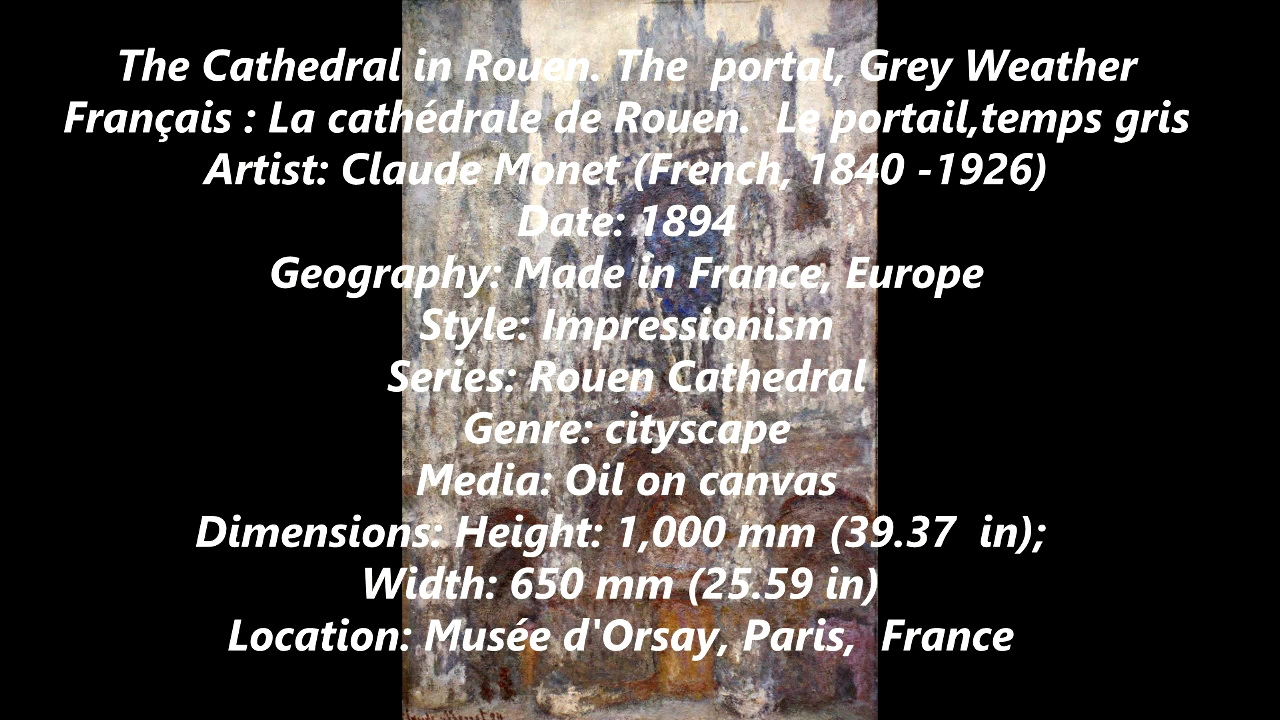 The Cathedral in Rouen. The portal, Grey Weather
Français : La cathédrale de Rouen. Le portail,temps gris
Artist: Claude Monet (French, 1840 -1926)
Date: 1894
Geography: Made in France, Europe
Style: Impressionism
Series: Rouen Cathedral
Genre: cityscape
Media: Oil on canvas
Dimensions: Height: 1,000 mm (39.37 in);
Width: 650 mm (25.59 in)
Location: Musée d'Orsay, Paris, France
Claude Monet 94